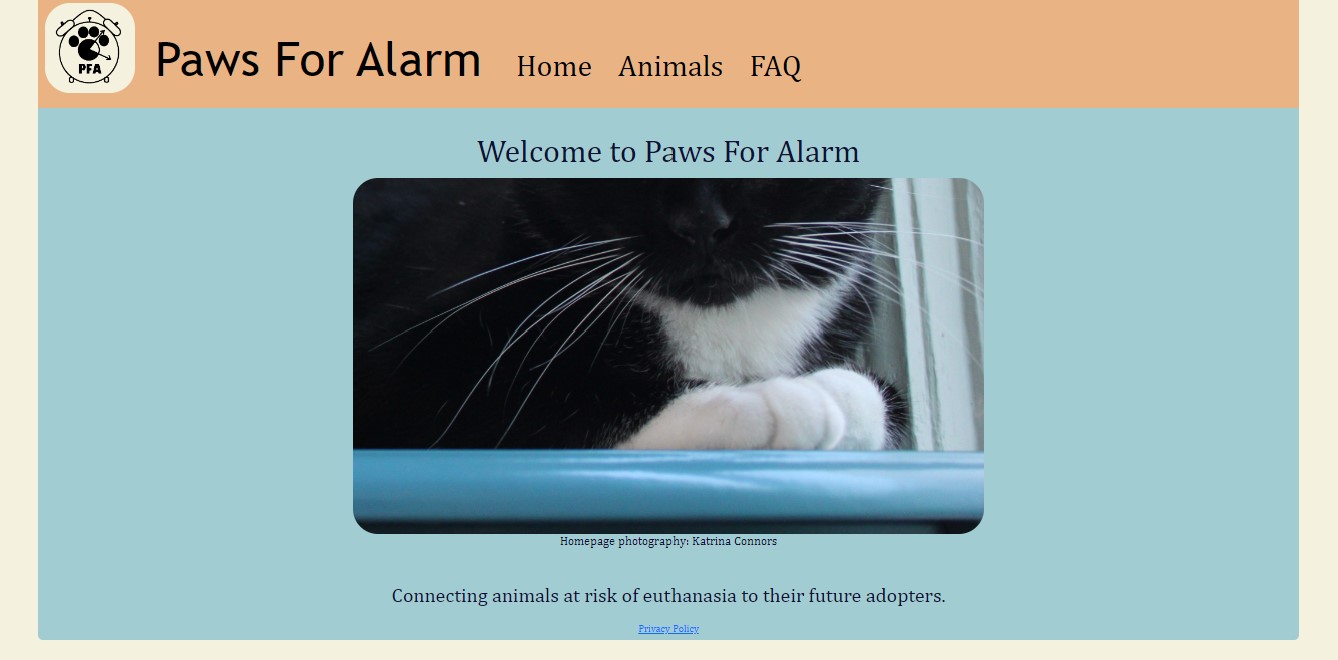 PFA
Paws For Alarm Home Animals FAQ
Welcome to Paws For Alarm
Homepage photography: Katrina Connors
Connecting animals at risk of euthanasia to their future adopters.
Privacy Policy